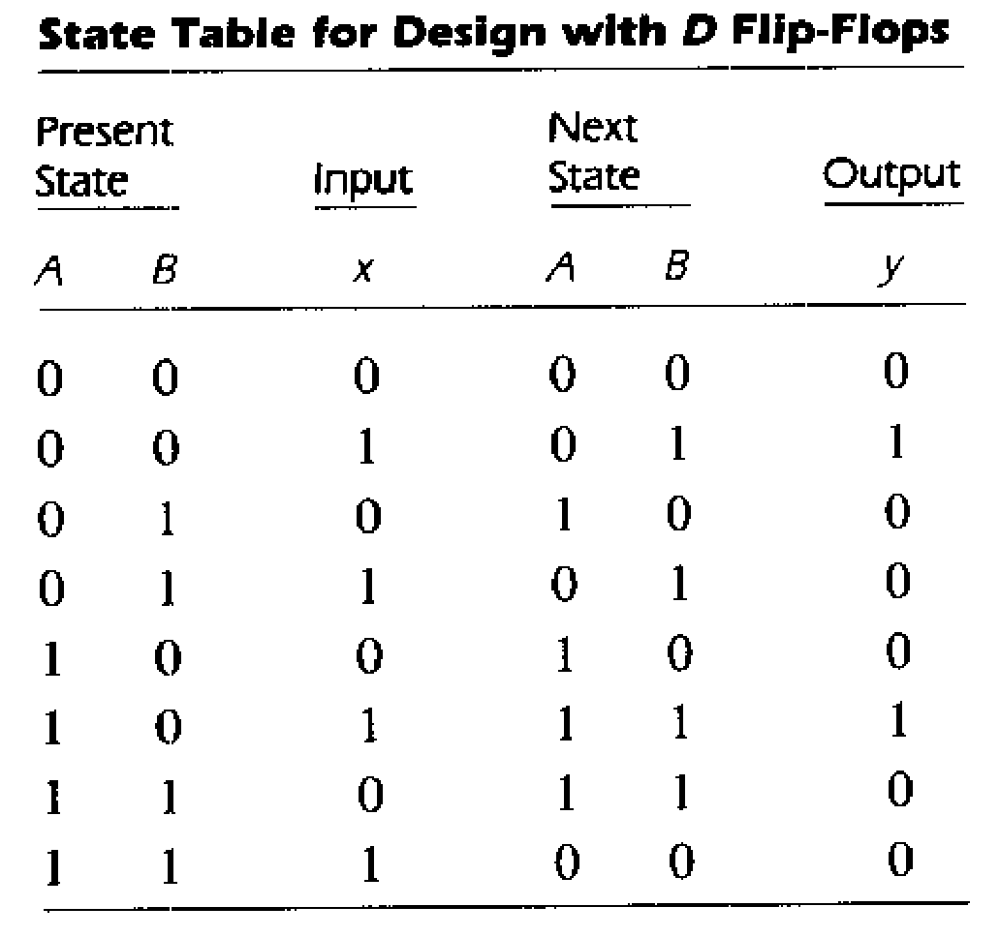 State Table for Design with D Flip-Flops
Present State Input Next State Output
A B x A B y
0 0 0 0 0 0
0 0 1 0 1 1
0 1 0 1 0 0
0 1 1 0 1 0
1 0 0 1 0 0
1 0 1 1 1 1
1 1 0 1 1 0
1 1 1 0 0 0